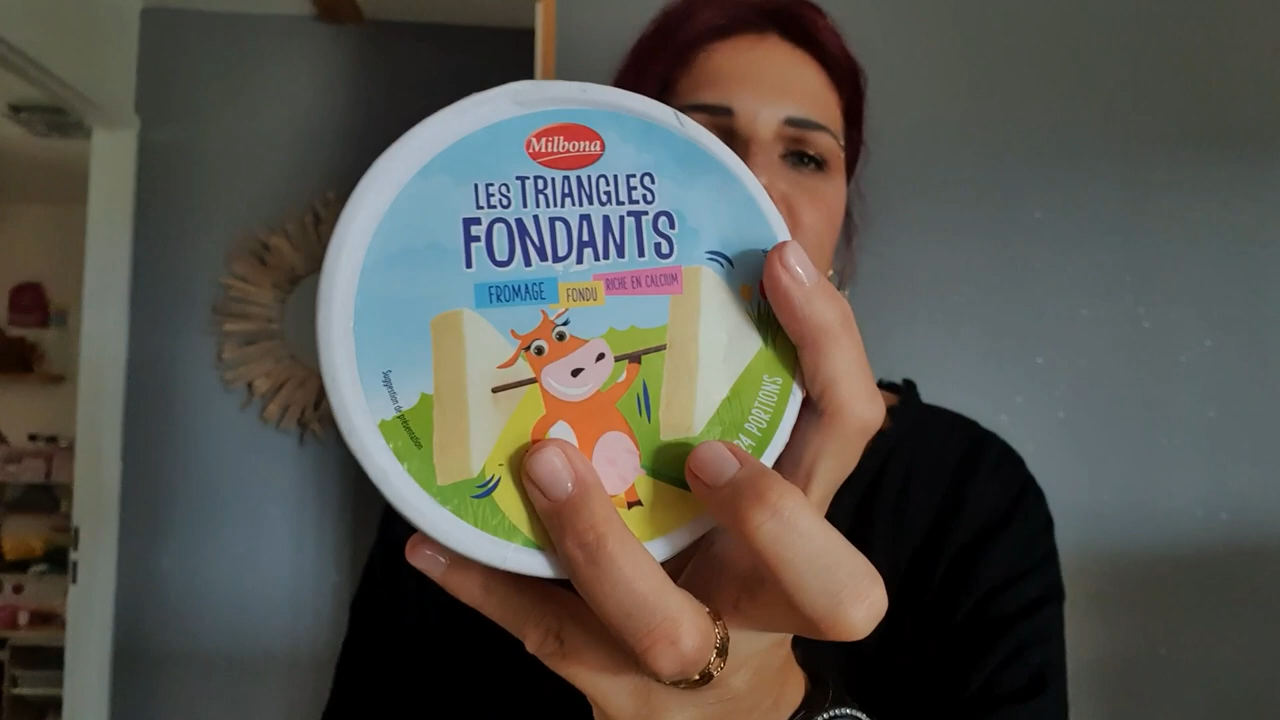 Milbona
LES TRIANGLES
FONDANTS
FROMAGE FONDU RICHE EN CALCIUM
Suggestion de présentation
24 PORTIONS